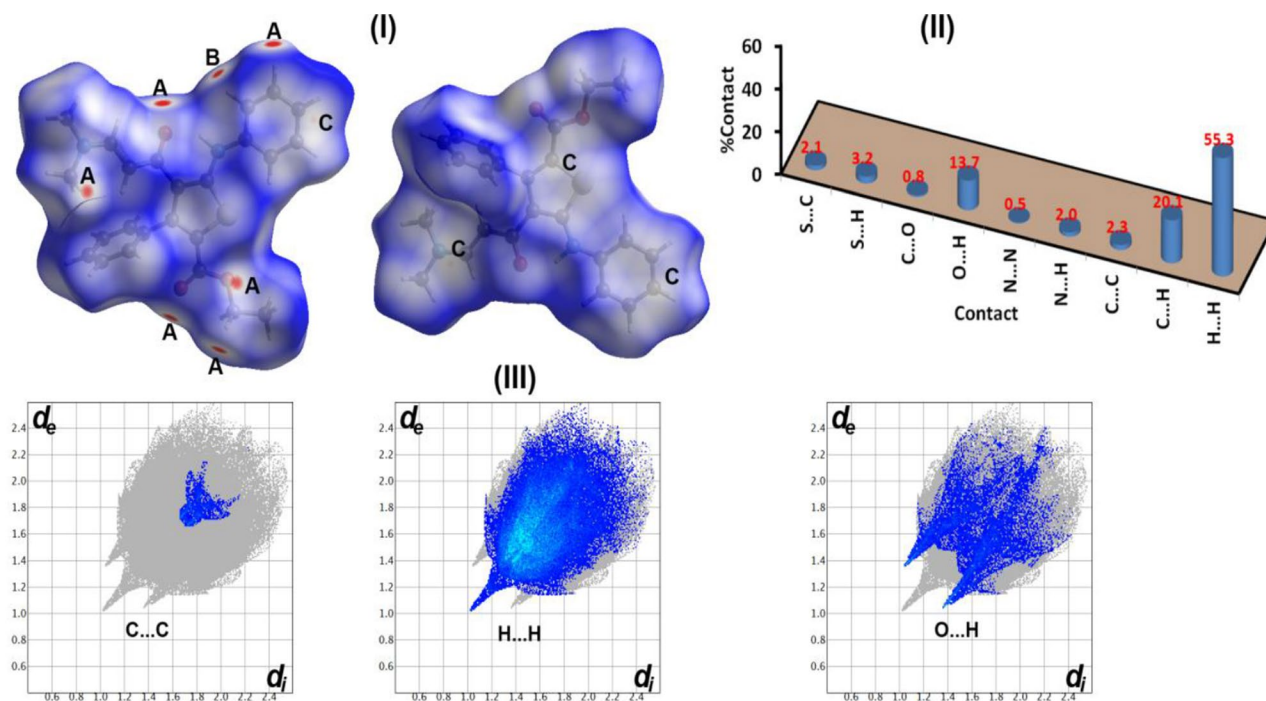 (I)
A
B
A
C
A
A
A
A
C
C
C
(II)
%Contact
60
40
20
0
2.1
3.2
0.8
13.7
0.5
2.0
2.3
20.1
55.3
S...C
S...H
C...O
O...H
N...N
N...H
C...C
C...H
H...H
Contact
(III)
de
2.4
2.2
2.0
1.8
1.6
1.4
1.2
1.0
0.8
0.6
C...C
di
0.6 0.8 1.0 1.2 1.4 1.6 1.8 2.0 2.2 2.4
de
2.4
2.2
2.0
1.8
1.6
1.4
1.2
1.0
0.8
0.6
H...H
di
0.6 0.8 1.0 1.2 1.4 1.6 1.8 2.0 2.2 2.4
de
2.4
2.2
2.0
1.8
1.6
1.4
1.2
1.0
0.8
0.6
O...H
di
0.6 0.8 1.0 1.2 1.4 1.6 1.8 2.0 2.2 2.4